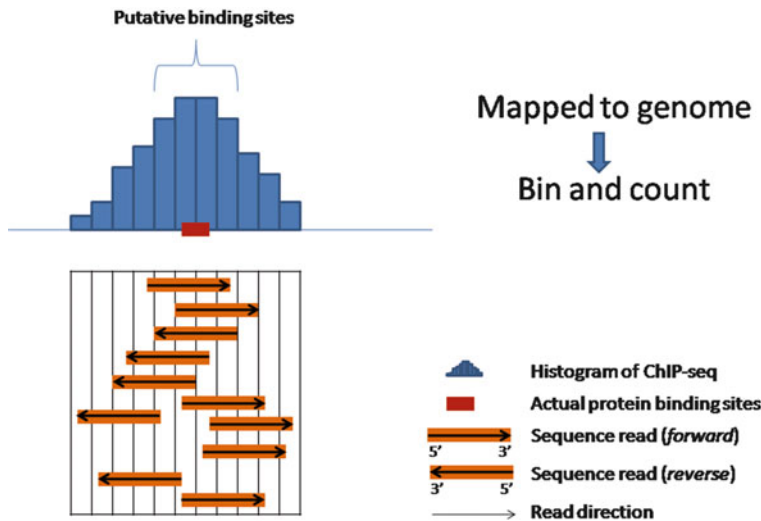 Putative binding sites
Mapped to genome
Bin and count
Histogram of ChIP-seq
Actual protein binding sites
Sequence read (forward)
5’ 3’
Sequence read (reverse)
3’ 5’
Read direction